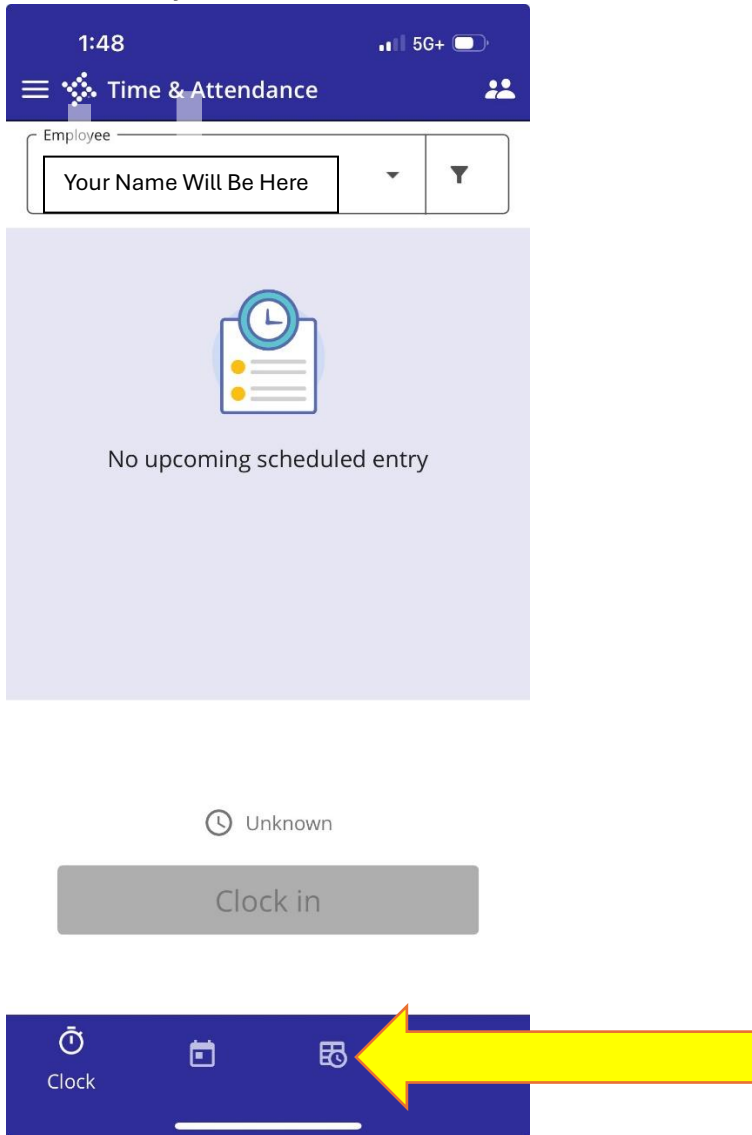 1:48 5G+
Time & Attendance
Employee
Your Name Will Be Here
No upcoming scheduled entry
Unknown
Clock in
Clock